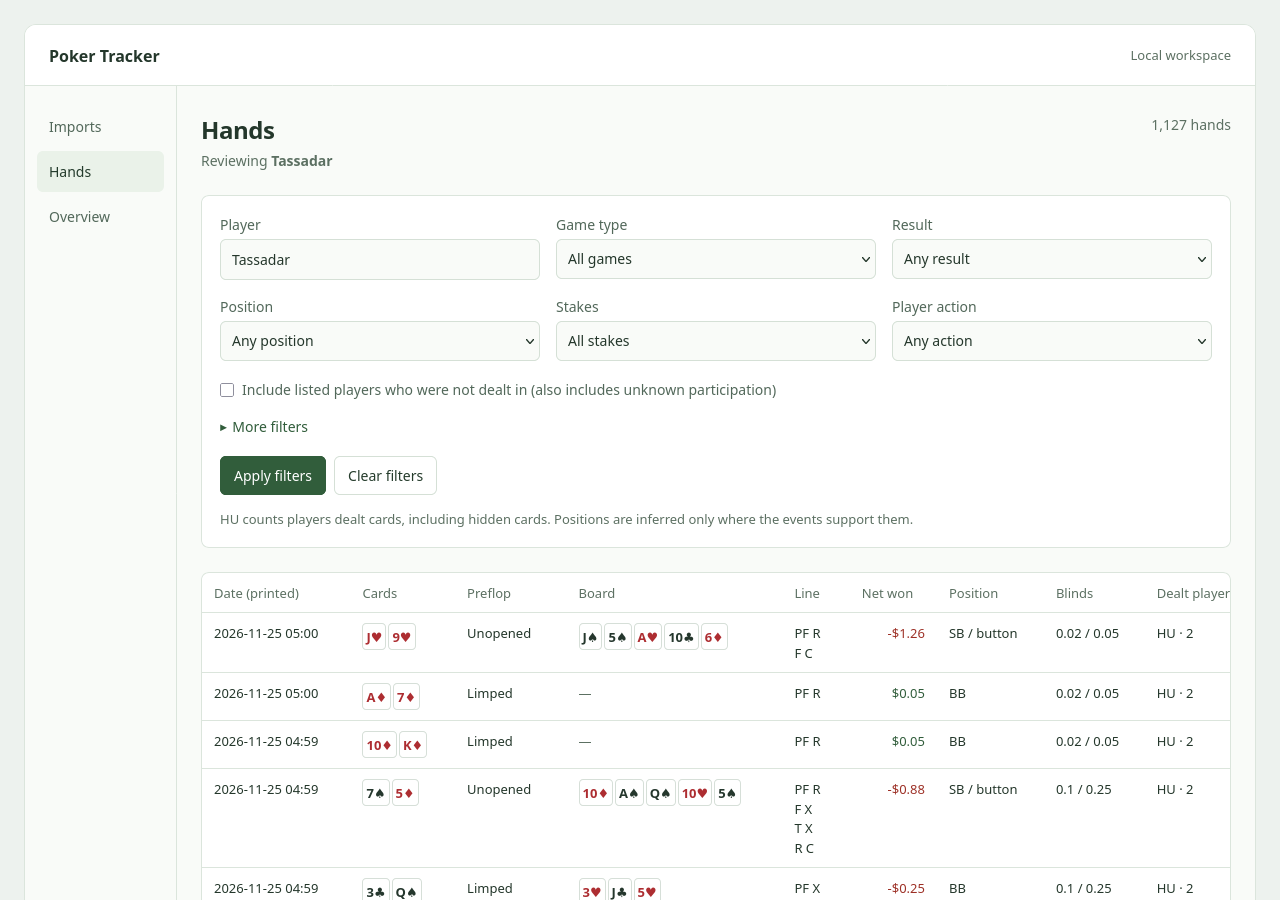 Poker Tracker
Local workspace
Imports
Hands
Overview
Hands
1,127 hands
Reviewing Tassadar
Player
Game type
Result
Tassadar
All games
Any result
Position
Stakes
Player action
Any position
All stakes
Any action
Include listed players who were not dealt in (also includes unknown participation)
▸ More filters
Apply filters
Clear filters
HU counts players dealt cards, including hidden cards. Positions are inferred only where the events support them.
Date (printed) Cards Preflop Board Line Net won Position Blinds Dealt player
2026-11-25 05:00 J♥ 9♥ Unopened J♠ 5♠ A♥ 10♣ 6♦ PF R -$1.26 SB / button 0.02 / 0.05 HU · 2
F C
2026-11-25 05:00 A♦ 7♦ Limped — PF R $0.05 BB 0.02 / 0.05 HU · 2
2026-11-25 04:59 10♦ K♦ Limped — PF R $0.05 BB 0.02 / 0.05 HU · 2
2026-11-25 04:59 7♠ 5♦ Unopened 10♦ A♠ Q♠ 10♥ 5♠ PF R -$0.88 SB / button 0.1 / 0.25 HU · 2
F X
T X
R C
2026-11-25 04:59 3♣ Q♠ Limped 3♥ J♣ 5♥ PF X -$0.25 BB 0.1 / 0.25 HU · 2